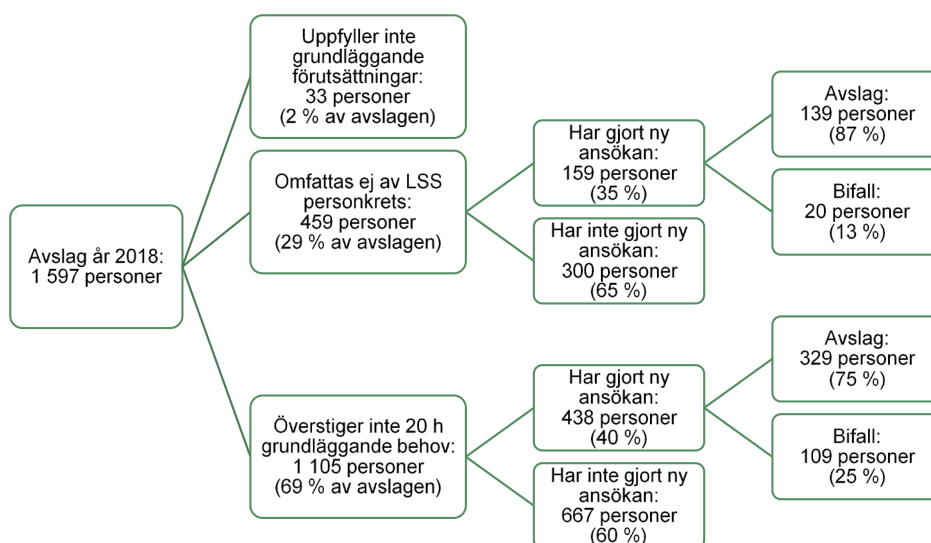 Avslag år 2018:
1 597 personer
Uppfyller inte
grundläggande
förutsättningar:
33 personer
(2 % av avslagen)
Omfattas ej av LSS
personkrets:
459 personer
(29 % av avslagen)
Har gjort ny
ansökan:
159 personer
(35 %)
Avslag:
139 personer
(87 %)
Bifall:
20 personer
(13 %)
Har inte gjort ny
ansökan:
300 personer
(65 %)
Överstiger inte 20 h
grundläggande behov:
1 105 personer
(69 % av avslagen)
Har gjort ny
ansökan:
438 personer
(40 %)
Avslag:
329 personer
(75 %)
Bifall:
109 personer
(25 %)
Har inte gjort ny
ansökan:
667 personer
(60 %)